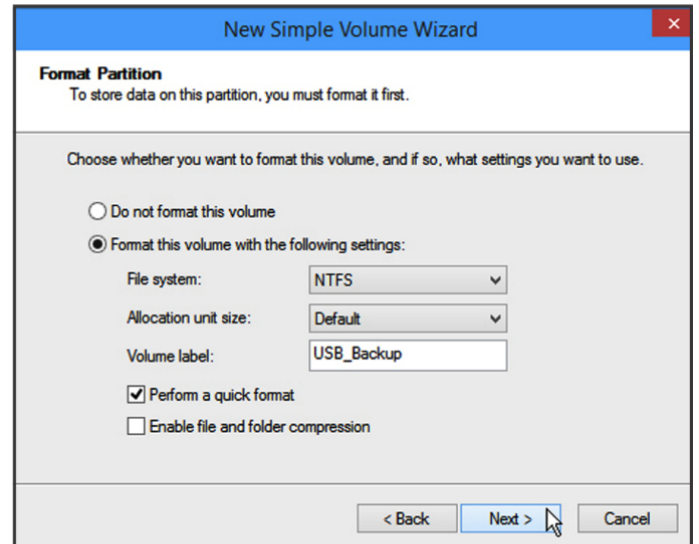 New Simple Volume Wizard
Format Partition
To store data on this partition, you must format it first.
Choose whether you want to format this volume, and if so, what settings you want to use.
Do not format this volume
Format this volume with the following settings:
File system: NTFS
Allocation unit size: Default
Volume label: USB_Backup
Perform a quick format
Enable file and folder compression
< Back Next > Cancel